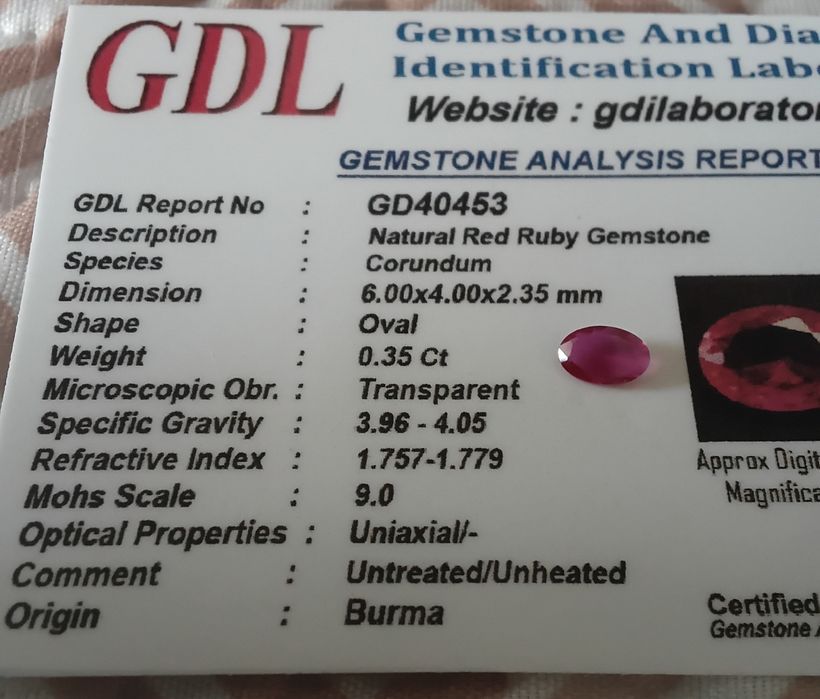 GDL
Gemstone And Dia
Identification Lab
Website : gdilaborator
GEMSTONE ANALYSIS REPORT
GDL Report No : GD40453
Description : Natural Red Ruby Gemstone
Species : Corundum
Dimension : 6.00x4.00x2.35 mm
Shape : Oval
Weight : 0.35 Ct
Microscopic Obr. : Transparent
Specific Gravity : 3.96 - 4.05
Refractive Index : 1.757-1.779
Mohs Scale : 9.0
Optical Properties : Uniaxial/-
Comment : Untreated/Unheated
Origin : Burma
Approx Digit
Magnifica
Certified
Gemstone